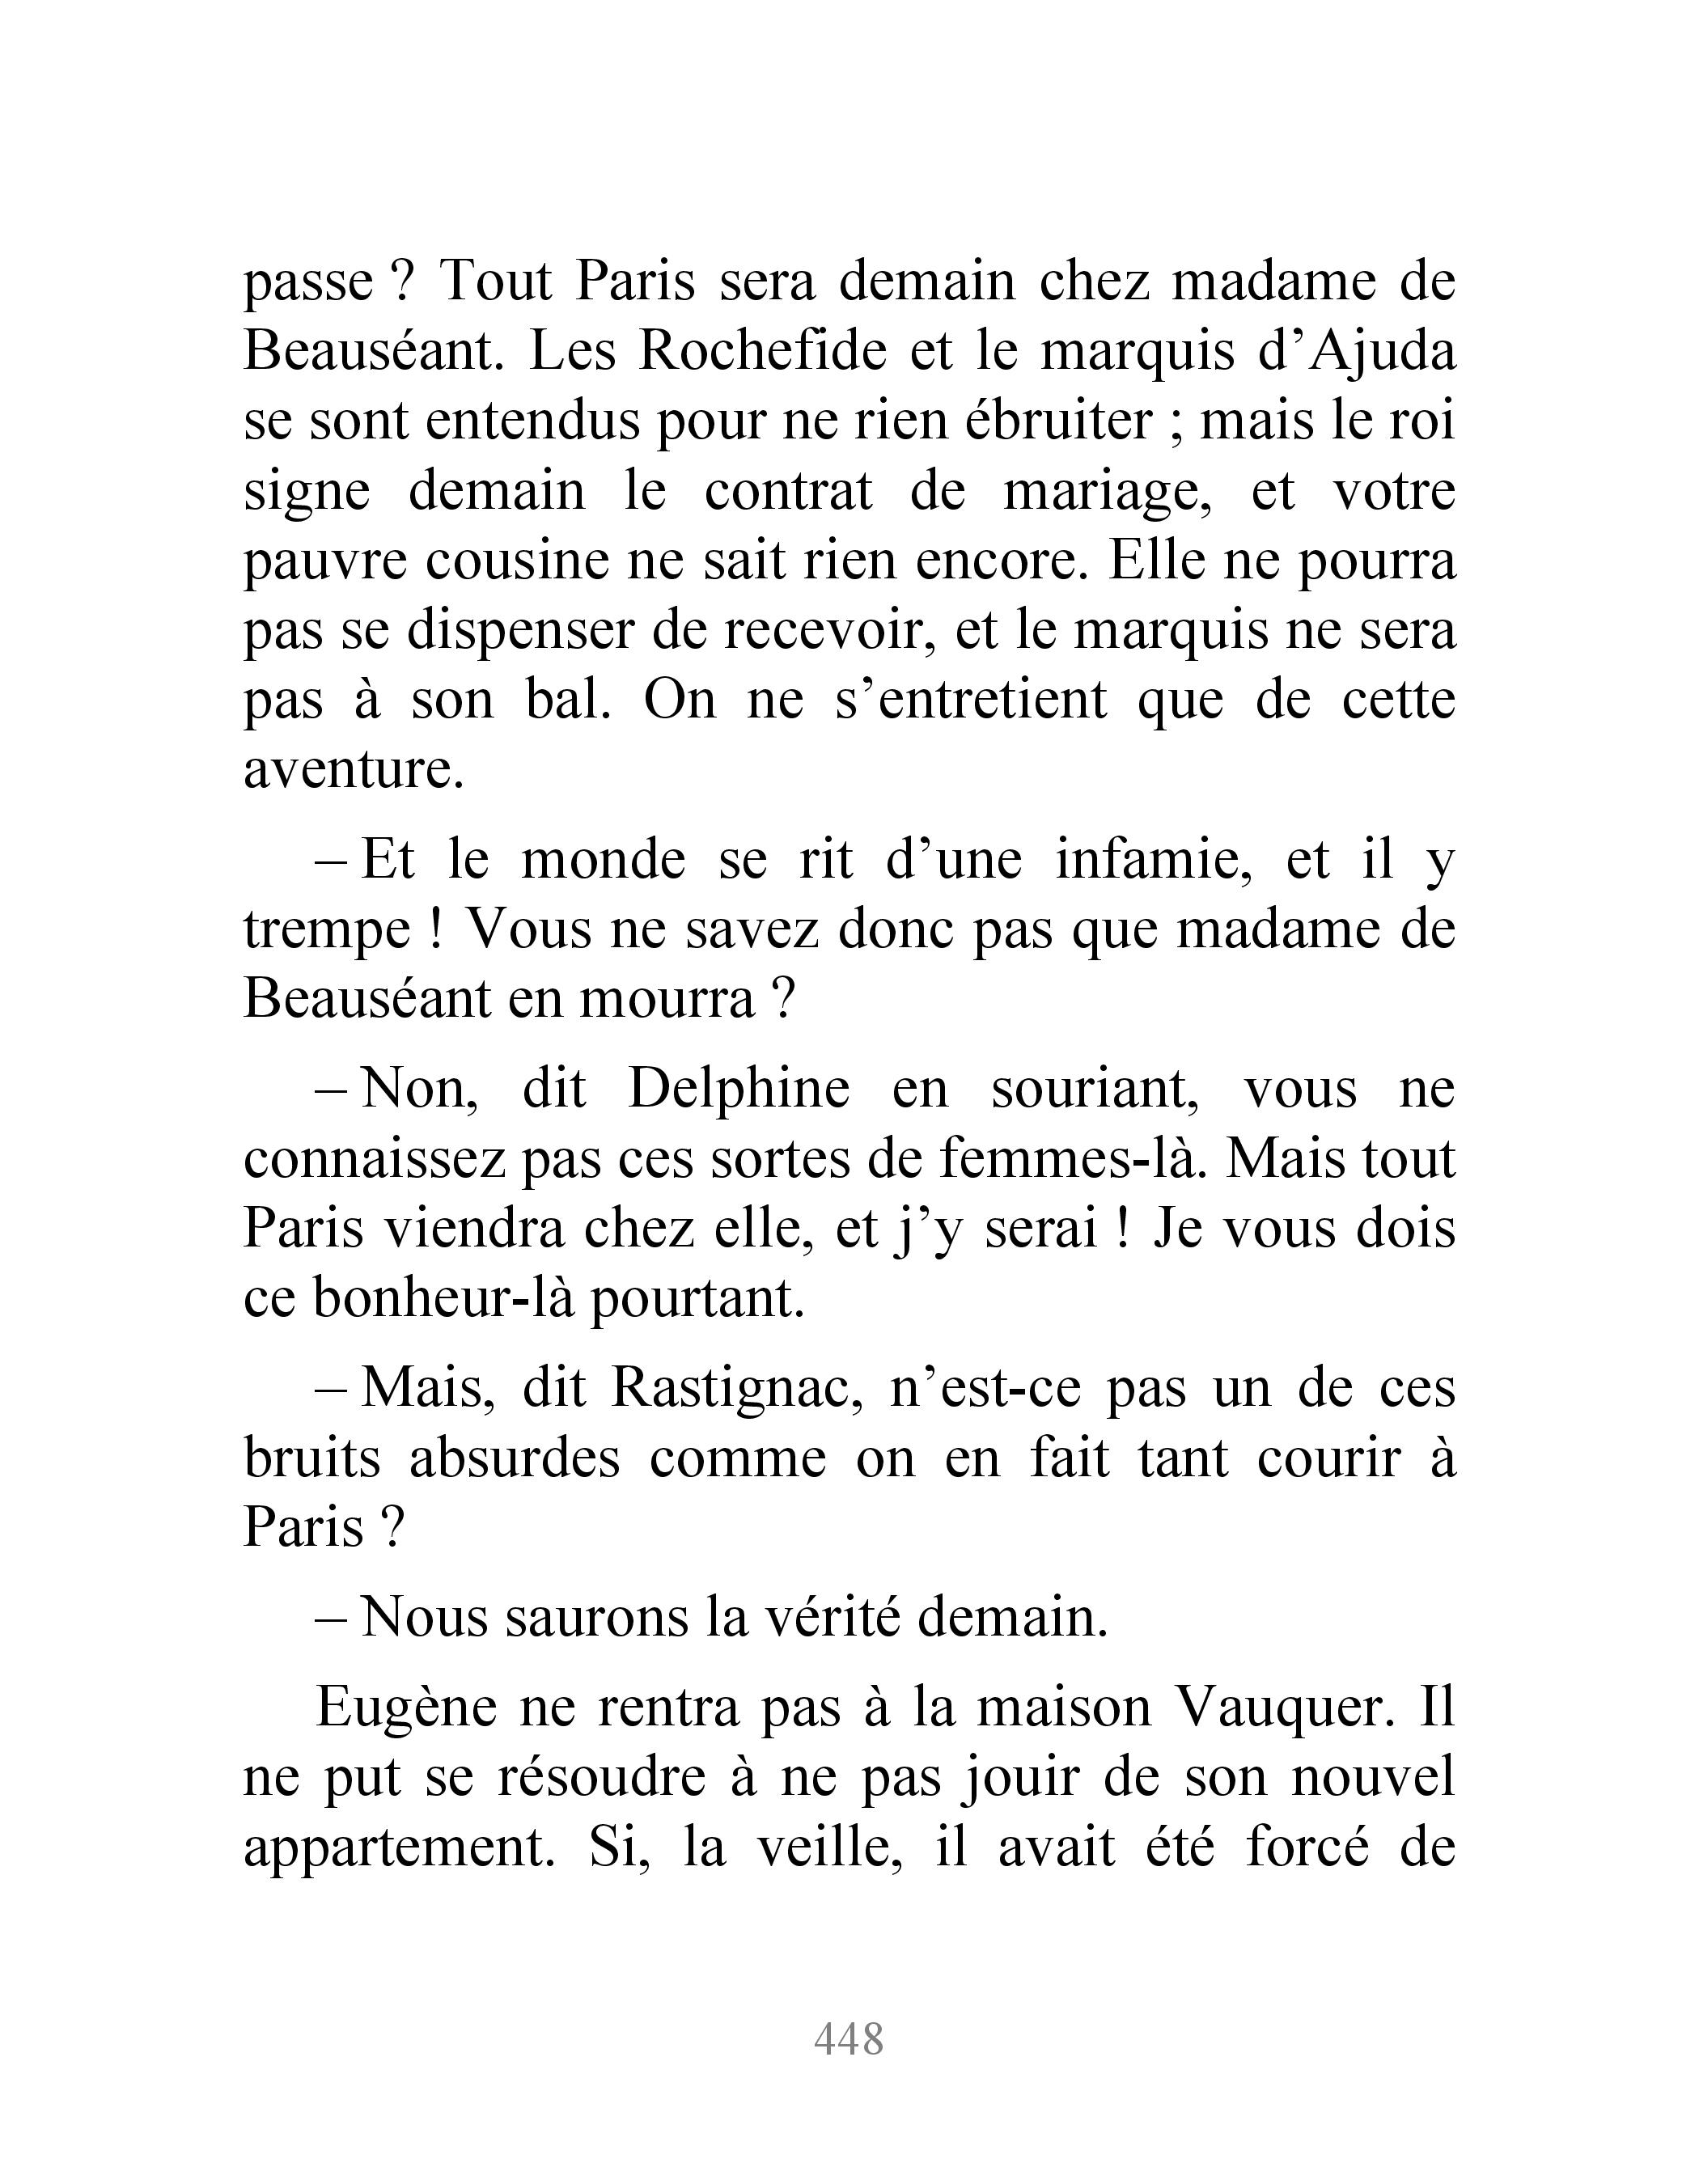 passe ? Tout Paris sera demain chez madame de
Beauséant. Les Rochefide et le marquis d’Ajuda
se sont entendus pour ne rien ébruiter ; mais le roi
signe demain le contrat de mariage, et votre
pauvre cousine ne sait rien encore. Elle ne pourra
pas se dispenser de recevoir, et le marquis ne sera
pas à son bal. On ne s’entretient que de cette
aventure.
– Et le monde se rit d’une infamie, et il y
trempe ! Vous ne savez donc pas que madame de
Beauséant en mourra ?
– Non, dit Delphine en souriant, vous ne
connaissez pas ces sortes de femmes-là. Mais tout
Paris viendra chez elle, et j’y serai ! Je vous dois
ce bonheur-là pourtant.
– Mais, dit Rastignac, n’est-ce pas un de ces
bruits absurdes comme on en fait tant courir à
Paris ?
– Nous saurons la vérité demain.
Eugène ne rentra pas à la maison Vauquer. Il
ne put se résoudre à ne pas jouir de son nouvel
appartement. Si, la veille, il avait été forcé de
448